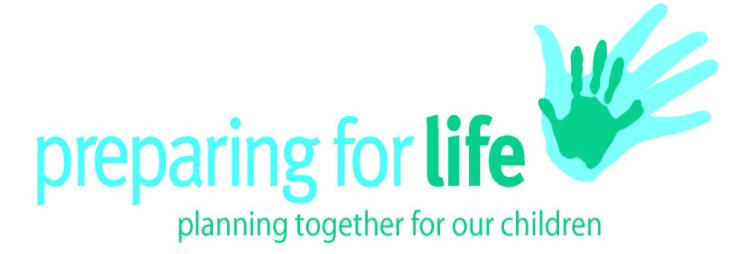 preparing for life
planning together for our children